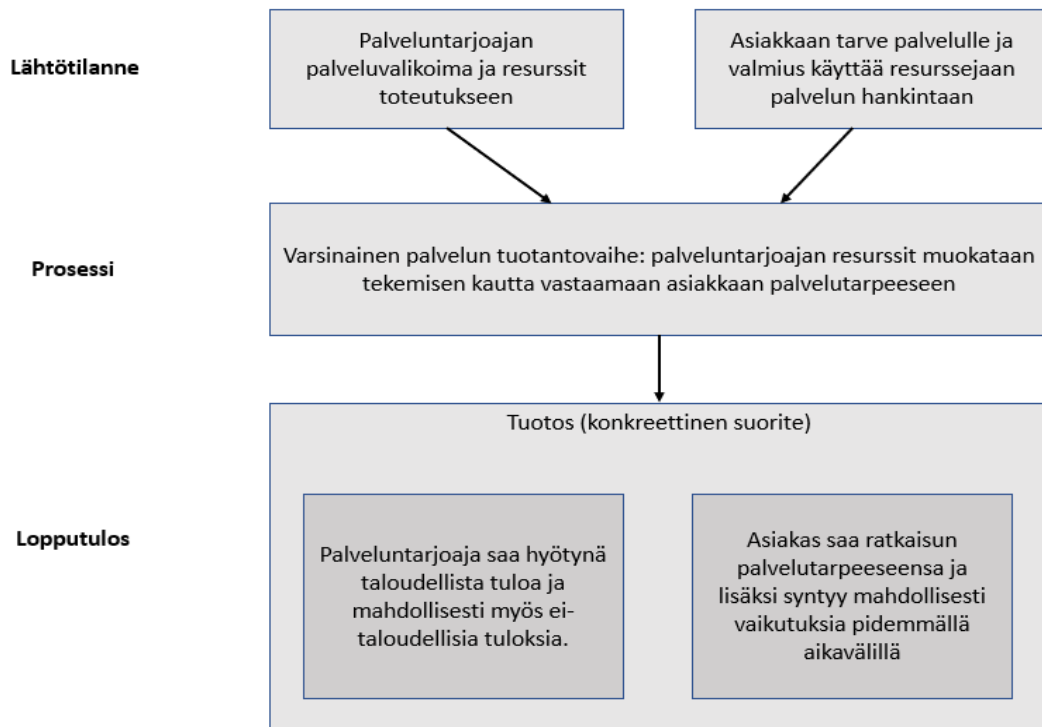 Lähtötilanne
Palveluntarjoajan
palveluvalikoima ja resurssit
toteutukseen
Asiakkaan tarve palvelulle ja
valmius käyttää resurssejaan
palvelun hankintaan
Prosessi
Varsinainen palvelun tuotantovaihe: palveluntarjoajan resurssit muokataan
tekemisen kautta vastaamaan asiakkaan palvelutarpeeseen
Lopputulos
Tuotos (konkreettinen suorite)
Palveluntarjoaja saa hyötynä
taloudellista tuloa ja
mahdollisesti myös ei-
taloudellisia tuloksia.
Asiakas saa ratkaisun
palvelutarpeeseensa ja
lisäksi syntyy mahdollisesti
vaikutuksia pidemmällä
aikavälillä